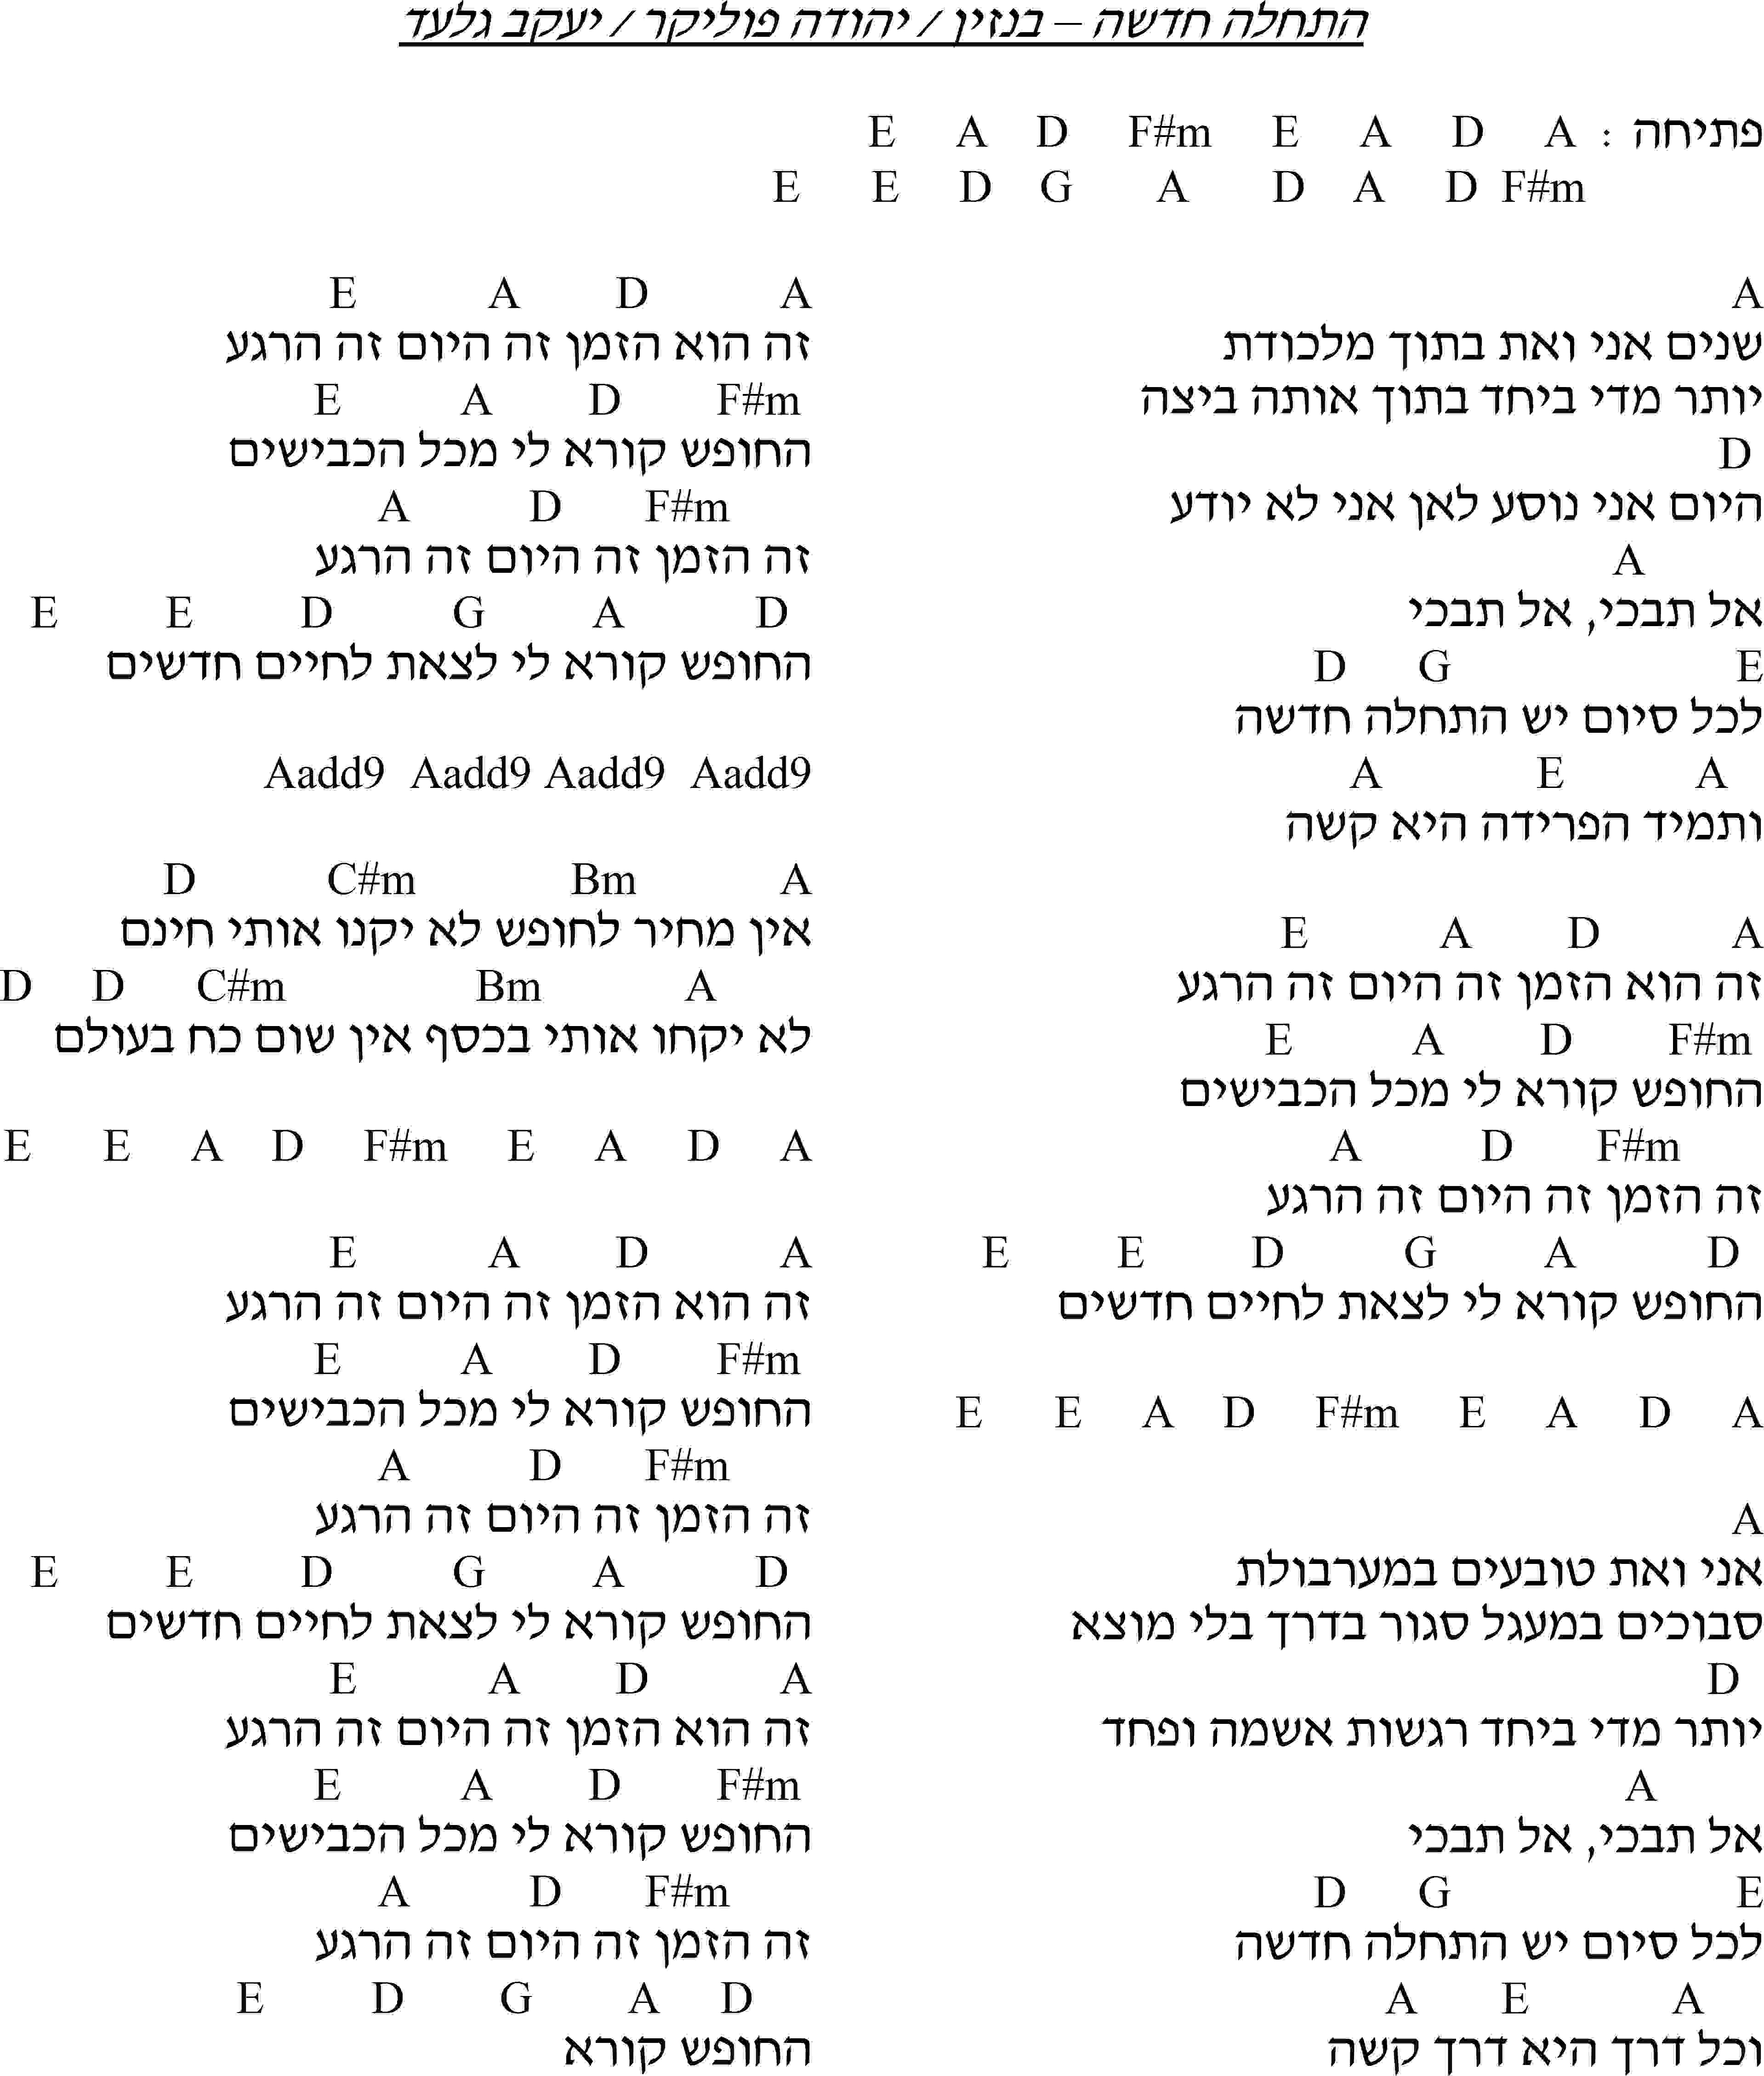 התחלה חדשה – בנזין / יהודה פוליקר / יעקב גלעד
פתיחה : A D A E F#m D A E
F#m D A D A G D E E
A
שנים אני ואת בתוך מלכודת
יותר מדי ביחד בתוך אותה ביצה
D
היום אני נוסע לאן אני לא יודע
A
אל תבכי, אל תבכי
E G D
לכל סיום יש התחלה חדשה
A E A
ותמיד הפרידה היא קשה
A D A E
זה הוא הזמן זה היום זה הרגע
F#m D A E
החופש קורא לי מכל הכבישים
F#m D A
זה הזמן זה היום זה הרגע
D A G D E E
החופש קורא לי לצאת לחיים חדשים
A D A E F#m D A E E
A
אני ואת טובעים במערבולת
סבוכים במעגל סגור בדרך בלי מוצא
D
יותר מדי ביחד רגשות אשמה ופחד
A
אל תבכי, אל תבכי
E G D
לכל סיום יש התחלה חדשה
A E A
וכל דרך היא דרך קשה
A D A E
זה הוא הזמן זה היום זה הרגע
F#m D A E
החופש קורא לי מכל הכבישים
F#m D A
זה הזמן זה היום זה הרגע
D A G D E E
החופש קורא לי לצאת לחיים חדשים
Aadd9 Aadd9 Aadd9 Aadd9
A Bm C#m D
אין מחיר לחופש לא יקנו אותי חינם
A Bm C#m D D
לא יקחו אותי בכסף אין שום כח בעולם
A D A E F#m D A E E
A D A E
זה הוא הזמן זה היום זה הרגע
F#m D A E
החופש קורא לי מכל הכבישים
F#m D A
זה הזמן זה היום זה הרגע
D A G D E E
החופש קורא לי לצאת לחיים חדשים
A D A E
זה הוא הזמן זה היום זה הרגע
F#m D A E
החופש קורא לי מכל הכבישים
F#m D A
זה הזמן זה היום זה הרגע
D A G D E
החופש קורא